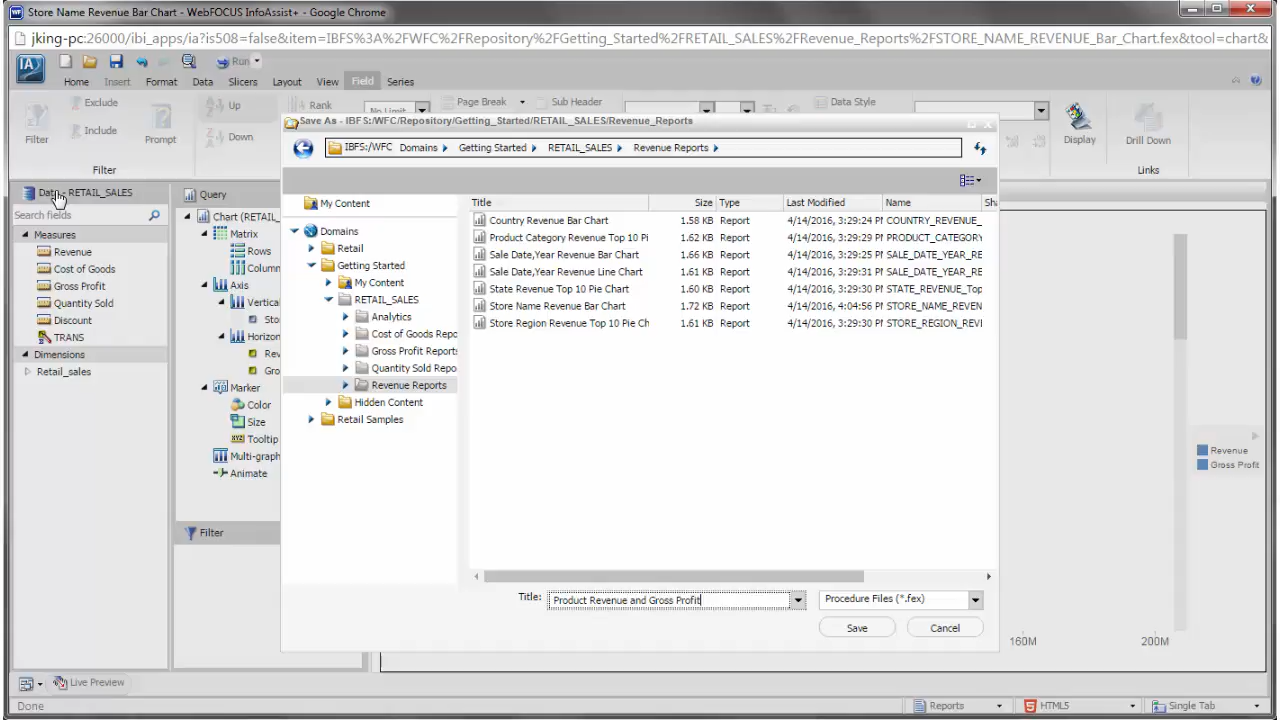 Store Name Revenue Bar Chart - WebFOCUS InfoAssist+ - Google Chrome
jking-pc:26000/ibi_apps/ia?is508=false&item=IBFS%3A%2FWFC%2FRepository%2FGetting_Started%2FRETAIL_SALES%2FRevenue_Reports%2FSTORE_NAME_REVENUE_Bar_Chart.fex&tool=chart&
Run
Home Insert Format Data Slicers Layout View Field Series
Filter Exclude Include Prompt Up Down Rank No Limit Page Break Sub Header Data Style Display Drill Down
Filter Links
Save As - IBFS:/WFC/Repository/Getting_Started/RETAIL_SALES/Revenue_Reports
IBFS:/WFC Domains Getting Started RETAIL_SALES Revenue Reports
Data - RETAIL_SALES
Search fields
Measures
Revenue
Cost of Goods
Gross Profit
Quantity Sold
Discount
TRANS
Dimensions
Retail_sales
Query
Chart (RETAIL_
Matrix
Rows
Column
Axis
Vertica
Sto
Horizon
Rev
Gro
Marker
Color
Size
Tooltip
Multi-graph
Animate
Filter
My Content
Domains
Retail
Getting Started
My Content
RETAIL_SALES
Analytics
Cost of Goods Repo
Gross Profit Reports
Quantity Sold Repo
Revenue Reports
Hidden Content
Retail Samples
Title Size Type Last Modified Name Sh
Country Revenue Bar Chart 1.58 KB Report 4/14/2016, 3:29:24 P COUNTRY_REVENUE_
Product Category Revenue Top 10 Pi 1.62 KB Report 4/14/2016, 3:29:29 P PRODUCT_CATEGORY
Sale Date,Year Revenue Bar Chart 1.66 KB Report 4/14/2016, 3:29:25 P SALE_DATE_YEAR_RE
Sale Date,Year Revenue Line Chart 1.61 KB Report 4/14/2016, 3:29:31 P SALE_DATE_YEAR_RE
State Revenue Top 10 Pie Chart 1.60 KB Report 4/14/2016, 3:29:30 P STATE_REVENUE_Top
Store Name Revenue Bar Chart 1.72 KB Report 4/14/2016, 4:04:56 P STORE_NAME_REVEN
Store Region Revenue Top 10 Pie Ch 1.61 KB Report 4/14/2016, 3:29:30 P STORE_REGION_REVE
Title: Product Revenue and Gross Profit Procedure Files (*.fex)
Save Cancel
Revenue
Gross Profit
160M 200M
Live Preview
Done Reports HTML5 Single Tab